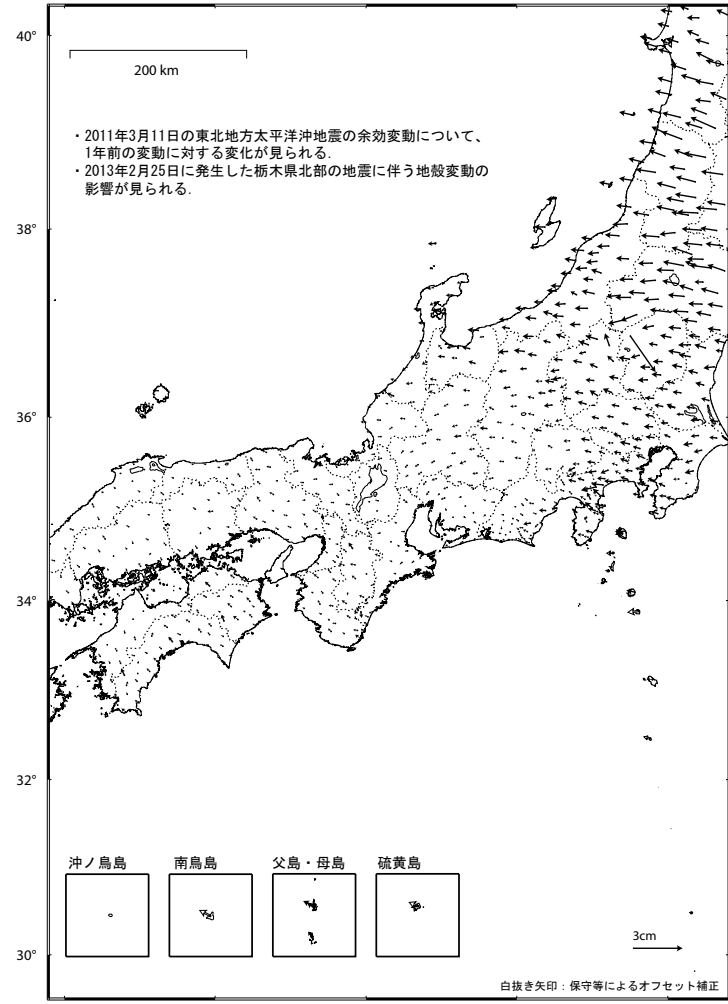 40°
200 km
・2011年3月11日の東北地方太平洋沖地震の余効変動について、
1年前の変動に対する変化が見られる.
・2013年2月25日に発生した栃木県北部の地震に伴う地殻変動の
影響が見られる.
38°
36°
34°
32°
沖ノ鳥島 南鳥島 父島・母島 硫黄島
30°
3cm
白抜き矢印：保守等によるオフセット補正